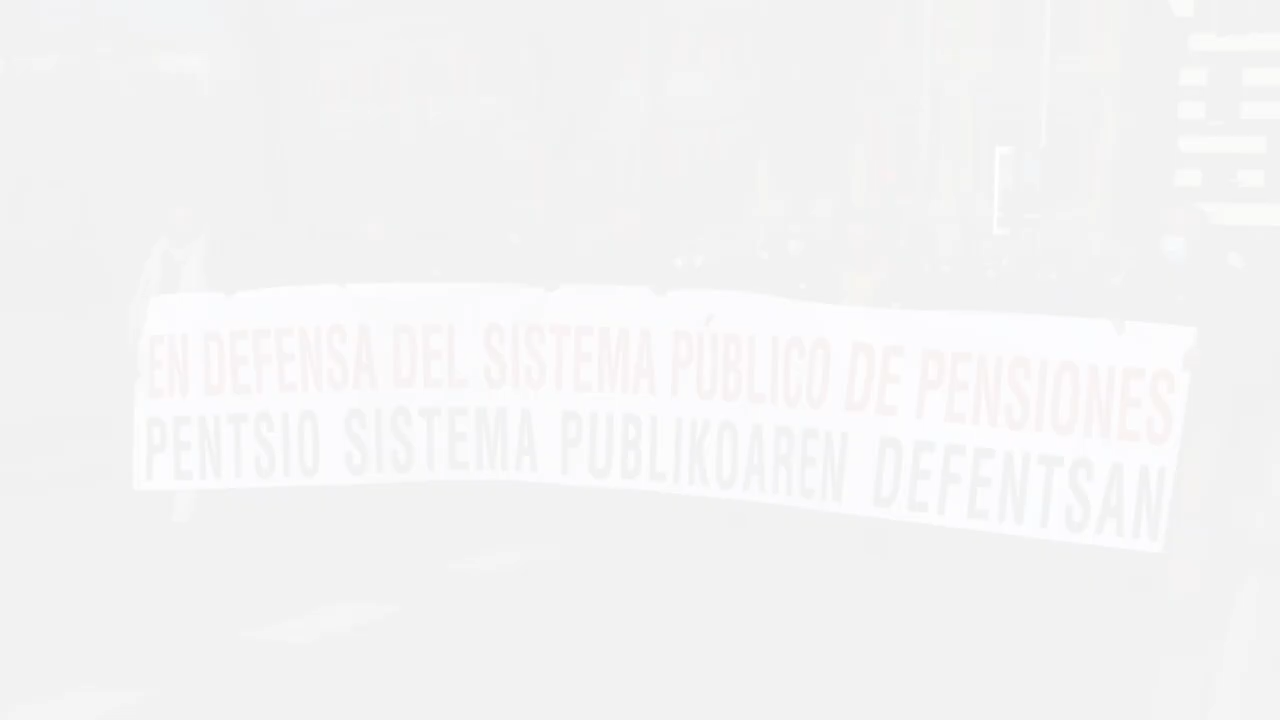 EN DEFENSA DEL SISTEMA PÚBLICO DE PENSIONES
PENTSIO SISTEMA PUBLIKOAREN DEFENTSAN